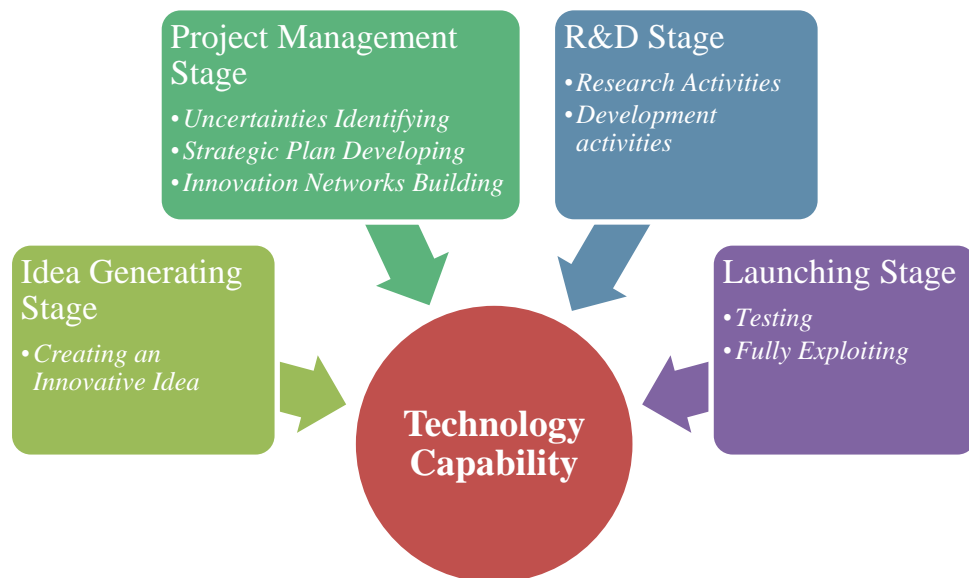 Project Management
Stage
• Uncertainties Identifying
• Strategic Plan Developing
• Innovation Networks Building
R&D Stage
• Research Activities
• Development
activities
Idea Generating
Stage
• Creating an
Innovative Idea
Launching Stage
• Testing
• Fully Exploiting
Technology
Capability